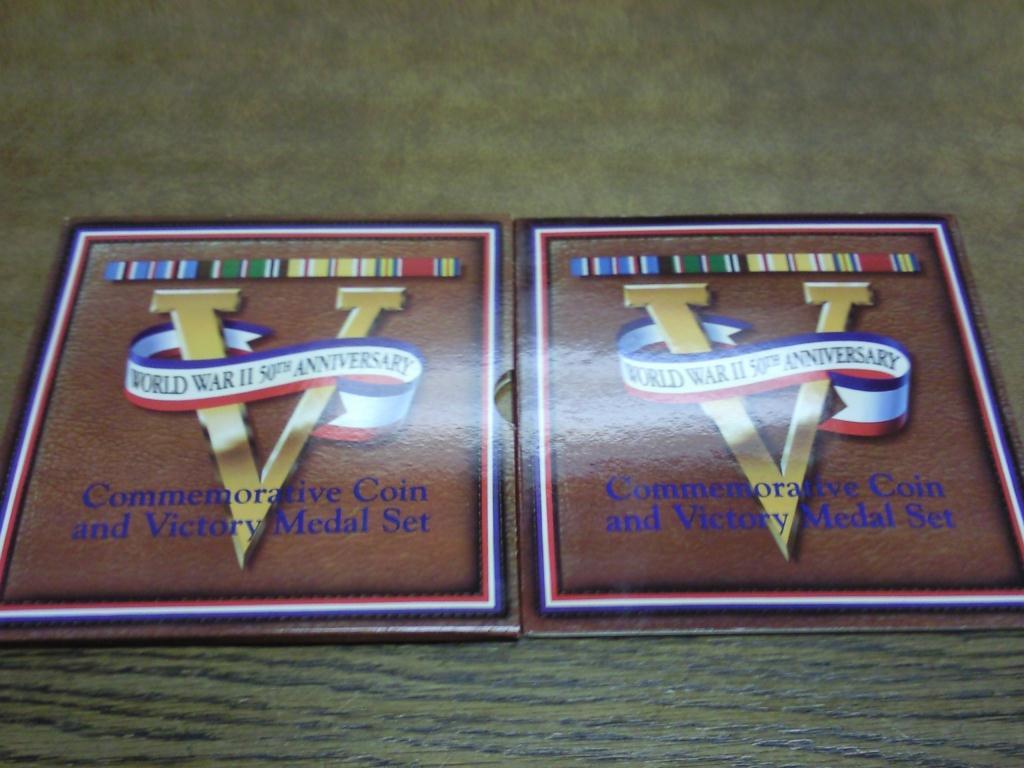 WORLD WAR II 50TH ANNIVERSARY
Commemorative Coin
and Victory Medal Set
WORLD WAR II 50TH ANNIVERSARY
Commemorative Coin
and Victory Medal Set